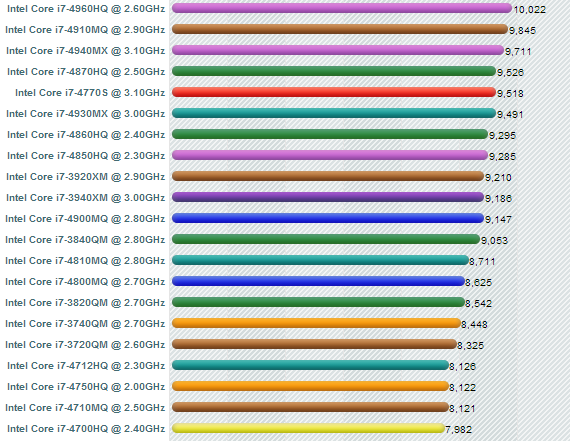 Intel Core i7-4960HQ @ 2.60GHz 10,022
Intel Core i7-4910MQ @ 2.90GHz 9,845
Intel Core i7-4940MX @ 3.10GHz 9,711
Intel Core i7-4870HQ @ 2.50GHz 9,526
Intel Core i7-4770S @ 3.10GHz 9,518
Intel Core i7-4930MX @ 3.00GHz 9,491
Intel Core i7-4860HQ @ 2.40GHz 9,295
Intel Core i7-4850HQ @ 2.30GHz 9,285
Intel Core i7-3920XM @ 2.90GHz 9,210
Intel Core i7-3940XM @ 3.00GHz 9,186
Intel Core i7-4900MQ @ 2.80GHz 9,147
Intel Core i7-3840QM @ 2.80GHz 9,053
Intel Core i7-4810MQ @ 2.80GHz 8,711
Intel Core i7-4800MQ @ 2.70GHz 8,625
Intel Core i7-3820QM @ 2.70GHz 8,542
Intel Core i7-3740QM @ 2.70GHz 8,448
Intel Core i7-3720QM @ 2.60GHz 8,325
Intel Core i7-4712HQ @ 2.30GHz 8,126
Intel Core i7-4750HQ @ 2.00GHz 8,122
Intel Core i7-4710MQ @ 2.50GHz 8,121
Intel Core i7-4700HQ @ 2.40GHz 7,982